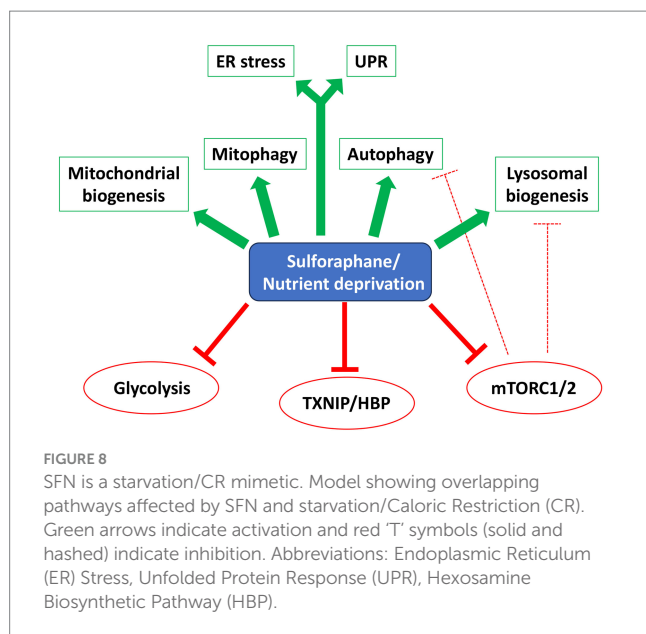 ER stress
UPR
Mitophagy
Autophagy
Mitochondrial
biogenesis
Lysosomal
biogenesis
Sulforaphane/
Nutrient deprivation
Glycolysis
TXNIP/HBP
mTORC1/2
FIGURE 8
SFN is a starvation/CR mimetic. Model showing overlapping
pathways affected by SFN and starvation/Caloric Restriction (CR).
Green arrows indicate activation and red ‘T’ symbols (solid and
hashed) indicate inhibition. Abbreviations: Endoplasmic Reticulum
(ER) Stress, Unfolded Protein Response (UPR), Hexosamine
Biosynthetic Pathway (HBP).